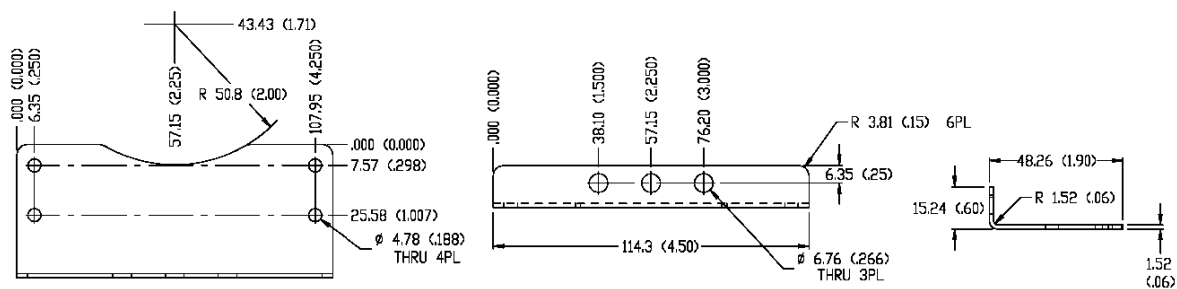 43.43 (1.71)
.000 (0.000)
6.35 (.250)
57.15 (2.25)
R 50.8 (2.00)
107.95 (4.250)
.000 (0.000)
7.57 (.298)
25.58 (1.007)
ø 4.78 (.188)
THRU 4PL
.000 (0.000)
38.10 (1.500)
57.15 (2.250)
76.20 (3.000)
R 3.81 (.15) 6PL
6.35 (.25)
114.3 (4.50)
ø 6.76 (.266)
THRU 3PL
48.26 (1.90)
15.24 (.60)
R 1.52 (.06)
1.52
(.06)